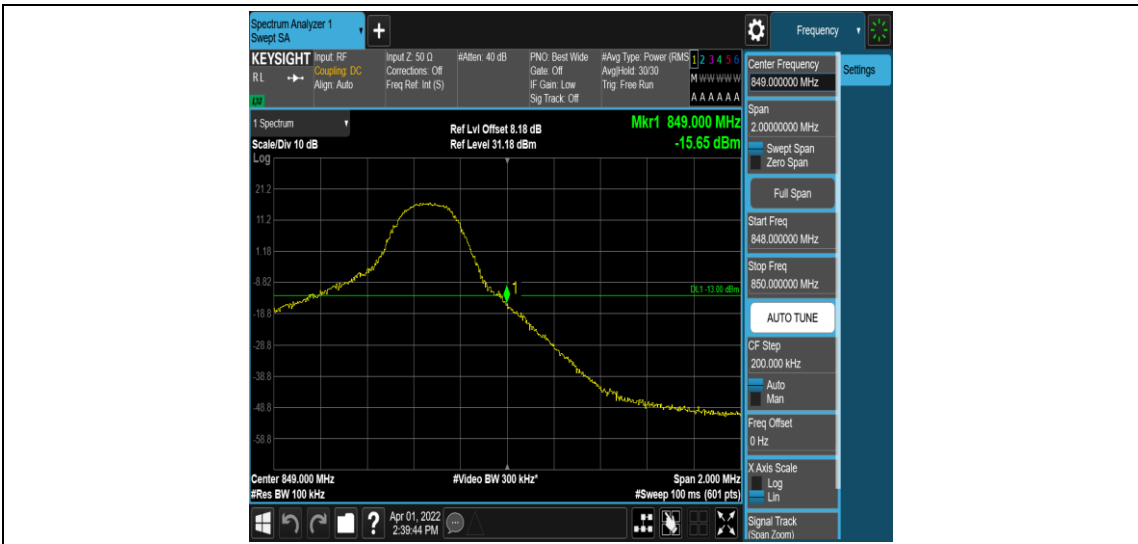 Spectrum Analyzer 1
Swept SA
+
Frequency
KEYSIGHT
RL
LXI
Input: RF
Coupling: DC
Align: Auto
Input Z: 50 Ω
Corrections: Off
Freq Ref: Int (S)
#Atten: 40 dB
PNO: Best Wide
Gate: Off
IF Gain: Low
Sig Track: Off
#Avg Type: Power (RMS
Avg|Hold: 30/30
Trig: Free Run
1 2 3 4 5 6
M W W W W W
A A A A A A
1 Spectrum
Scale/Div 10 dB
Log
Ref Lvl Offset 8.18 dB
Ref Level 31.18 dBm
Mkr1 849.000 MHz
-15.65 dBm
21.2
11.2
1.18
-8.82
-18.8
-28.8
-38.8
-48.8
-58.8
1
DL1 -13.00 dBm
Center 849.000 MHz
#Res BW 100 kHz
#Video BW 300 kHz*
Span 2.000 MHz
#Sweep 100 ms (601 pts)
Center Frequency
849.000000 MHz
Settings
Span
2.00000000 MHz
Swept Span
Zero Span
Full Span
Start Freq
848.000000 MHz
Stop Freq
850.000000 MHz
AUTO TUNE
CF Step
200.000 kHz
Auto
Man
Freq Offset
0 Hz
X Axis Scale
Log
Lin
Signal Track
(Span Zoom)
?
Apr 01, 2022
2:39:44 PM